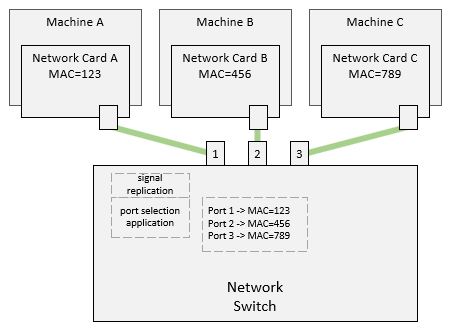 Machine A
Machine B
Machine C
Network Card A
MAC=123
Network Card B
MAC=456
Network Card C
MAC=789
1
2
3
signal
replication
port selection
application
Port 1 -> MAC=123
Port 2 -> MAC=456
Port 3 -> MAC=789
Network
Switch